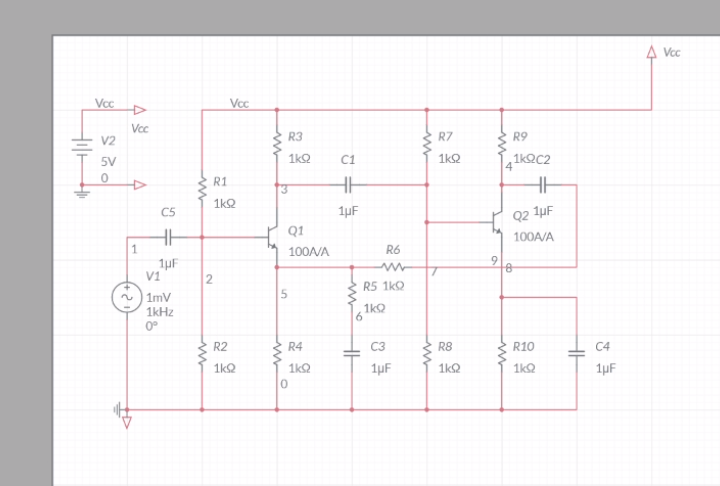 Vcc
Vcc
Vcc
Vcc
V2
5V
0
R1
1kΩ
R3
1kΩ
3
C1
1μF
R7
1kΩ
R9
1kΩ
4
C2
1μF
C5
1μF
1
V1
1mV
1kHz
0°
2
Q1
100A/A
Q2
100A/A
R6
1kΩ
R5
1kΩ
5
6
7
9
8
R2
1kΩ
R4
1kΩ
0
C3
1μF
R8
1kΩ
R10
1kΩ
C4
1μF